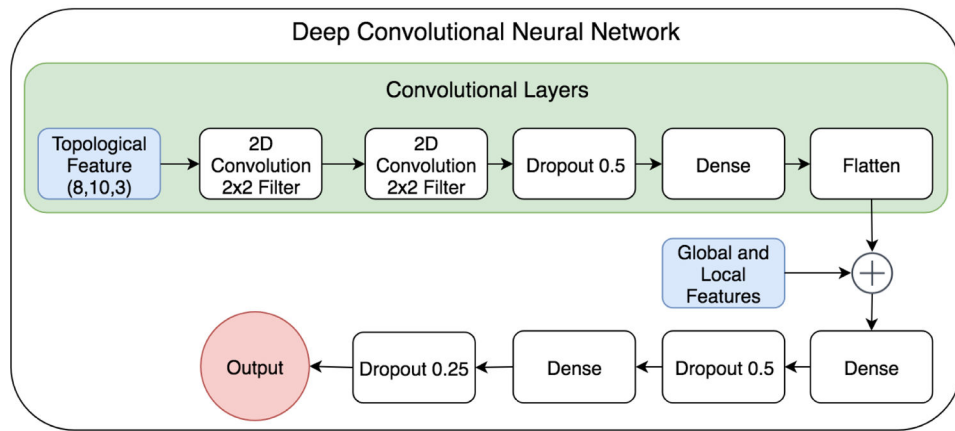 Deep Convolutional Neural Network
Convolutional Layers
Topological
Feature
(8,10,3)
2D
Convolution
2x2 Filter
2D
Convolution
2x2 Filter
Dropout 0.5
Dense
Flatten
Global and
Local
Features
Output
Dropout 0.25
Dense
Dropout 0.5
Dense